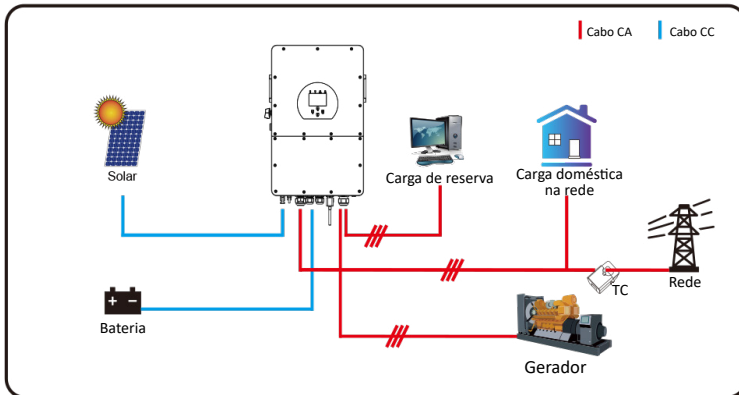 Cabo CA
Cabo CC
Solar
Carga de reserva
Carga doméstica
na rede
TC
Rede
Bateria
Gerador